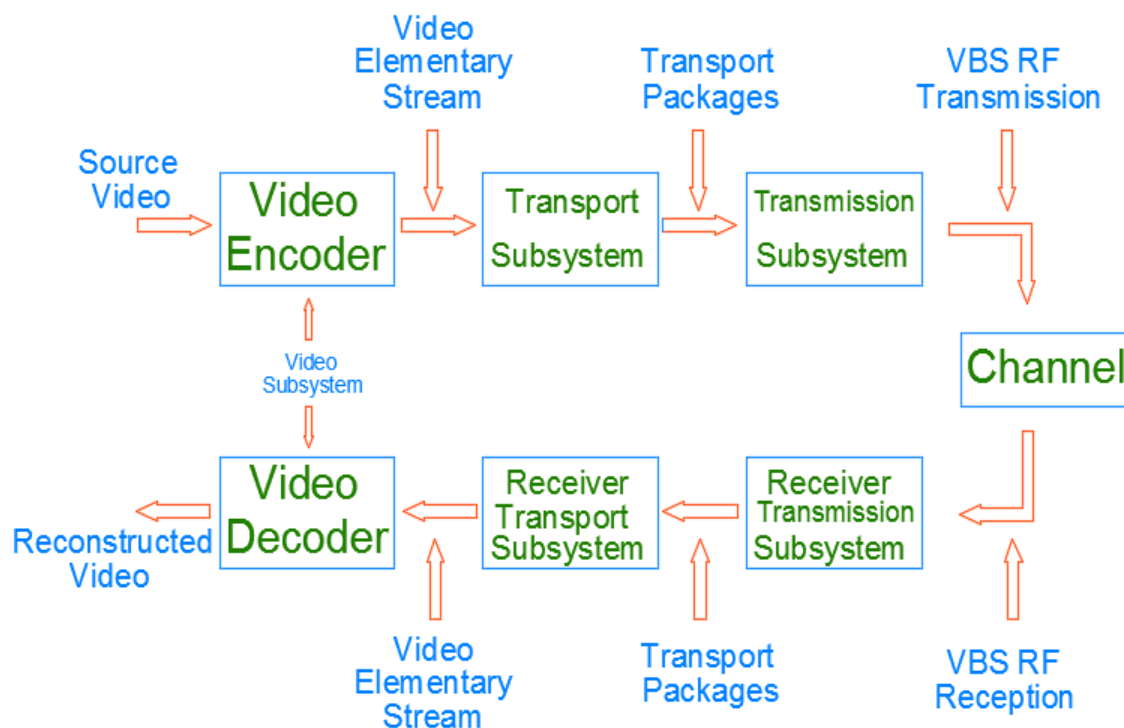 Video
Elementary
Stream
Transport
Packages
VBS RF
Transmission
Source
Video
Video
Encoder
Transport
Subsystem
Transmission
Subsystem
Video
Subsystem
Channel
Video
Decoder
Receiver
Transport
Subsystem
Receiver
Transmission
Subsystem
Reconstructed
Video
Video
Elementary
Stream
Transport
Packages
VBS RF
Reception